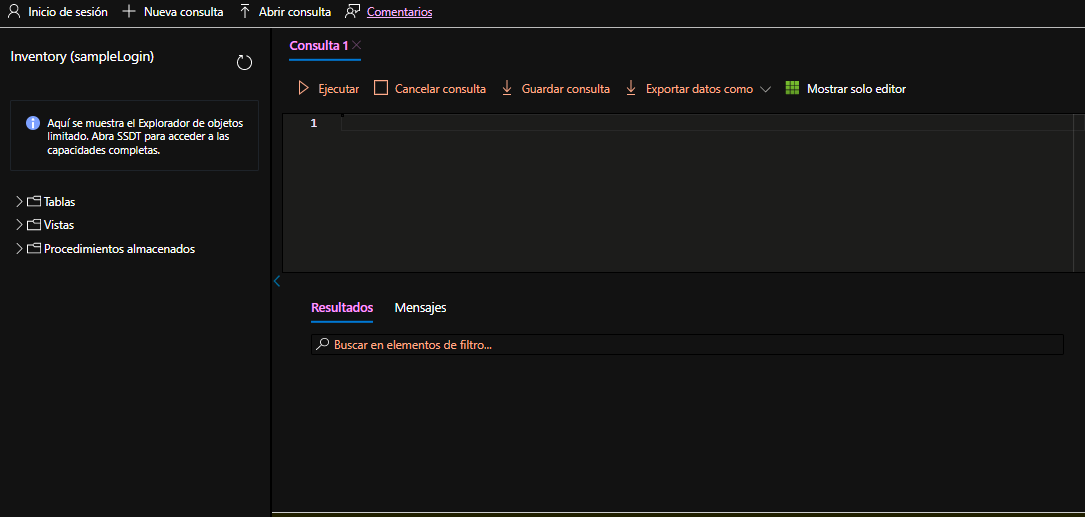 Inicio de sesión Nueva consulta Abrir consulta Comentarios
Inventory (sampleLogin)
Aquí se muestra el Explorador de objetos
limitado. Abra SSDT para acceder a las
capacidades completas.
Tablas
Vistas
Procedimientos almacenados
Consulta 1
Ejecutar Cancelar consulta Guardar consulta Exportar datos como Mostrar solo editor
1
Resultados Mensajes
Buscar en elementos de filtro...